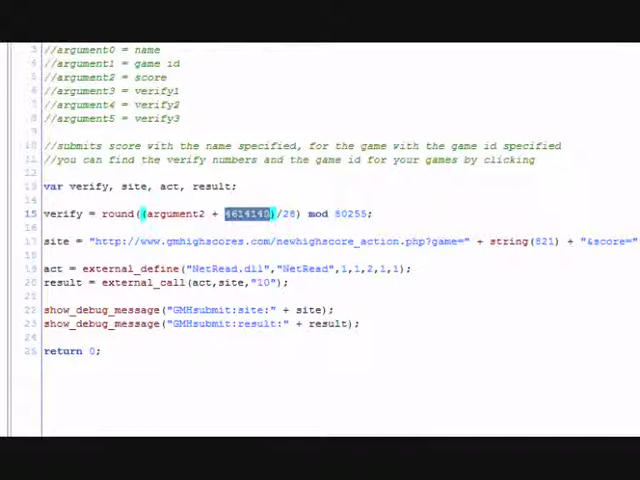 3 //argument0 = name
4 //argument1 = game id
5 //argument2 = score
6 //argument3 = verify1
7 //argument4 = verify2
8 //argument5 = verify3
9
10 //submits score with the name specified, for the game with the game id specified
11 //you can find the verify numbers and the game id for your games by clicking
12
13 var verify, site, act, result;
14
15 verify = round((argument2 + 4614140)/28) mod 80255;
16
17 site = "http://www.gmhighscores.com/newhighscore_action.php?game=" + string(821) + "&score="
18
19 act = external_define("NetRead.dll","NetRead",1,1,2,1,1);
20 result = external_call(act,site,"10");
21
22 show_debug_message("GMHsubmit:site:" + site);
23 show_debug_message("GMHsubmit:result:" + result);
24
25 return 0;